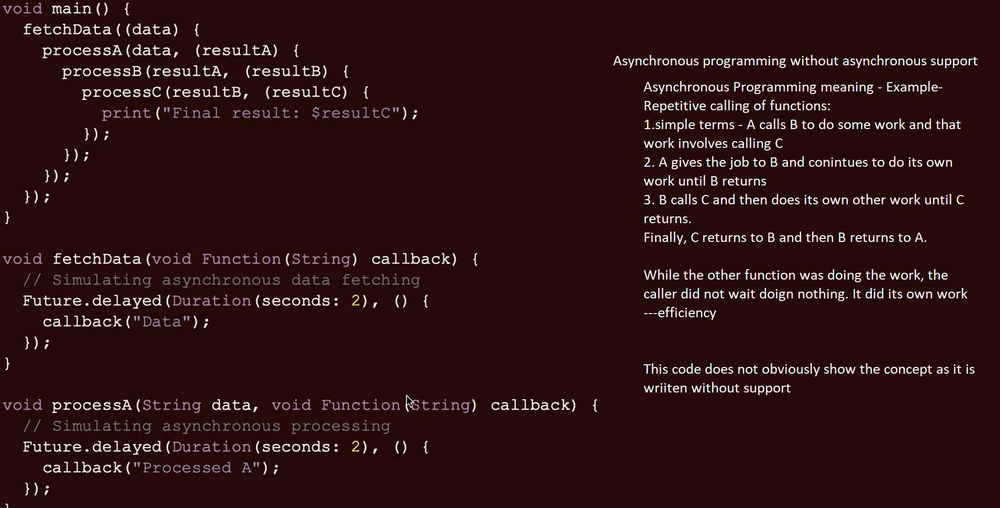 void main() {
  fetchData((data) {
    processA(data, (resultA) {
      processB(resultA, (resultB) {
        processC(resultB, (resultC) {
          print("Final result: $resultC");
        });
      });
    });
  });
}
void fetchData(void Function(String) callback) {
  // Simulating asynchronous data fetching
  Future.delayed(Duration(seconds: 2), () {
    callback("Data");
  });
}
void processA(String data, void Function(String) callback) {
  // Simulating asynchronous processing
  Future.delayed(Duration(seconds: 2), () {
    callback("Processed A");
  });
}
Asynchronous programming without asynchronous support
Asynchronous Programming meaning - Example-
Repetitive calling of functions:
1.simple terms - A calls B to do some work and that
work involves calling C
2. A gives the job to B and conintues to do its own
work until B returns
3. B calls C and then does its own other work until C
returns.
Finally, C returns to B and then B returns to A.
While the other function was doing the work, the
caller did not wait doign nothing. It did its own work
---efficiency
This code does not obviously show the concept as it is
wriiten without support